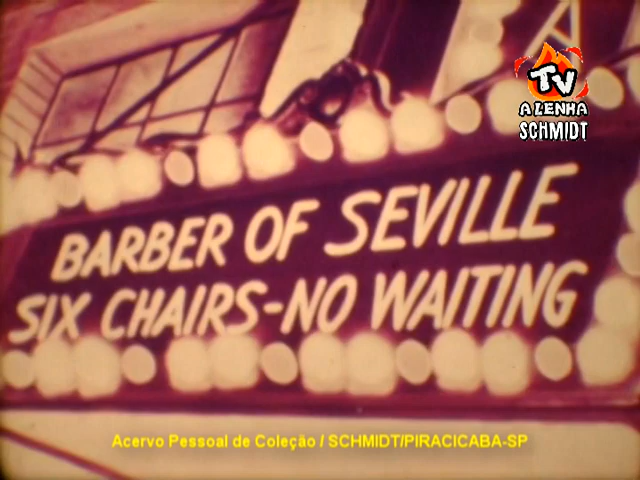 TV
A LENHA
SCHMIDT
BARBER OF SEVILLE
SIX CHAIRS-NO WAITING
Acervo Pessoal de Coleção / SCHMIDT/PIRACICABA-SP